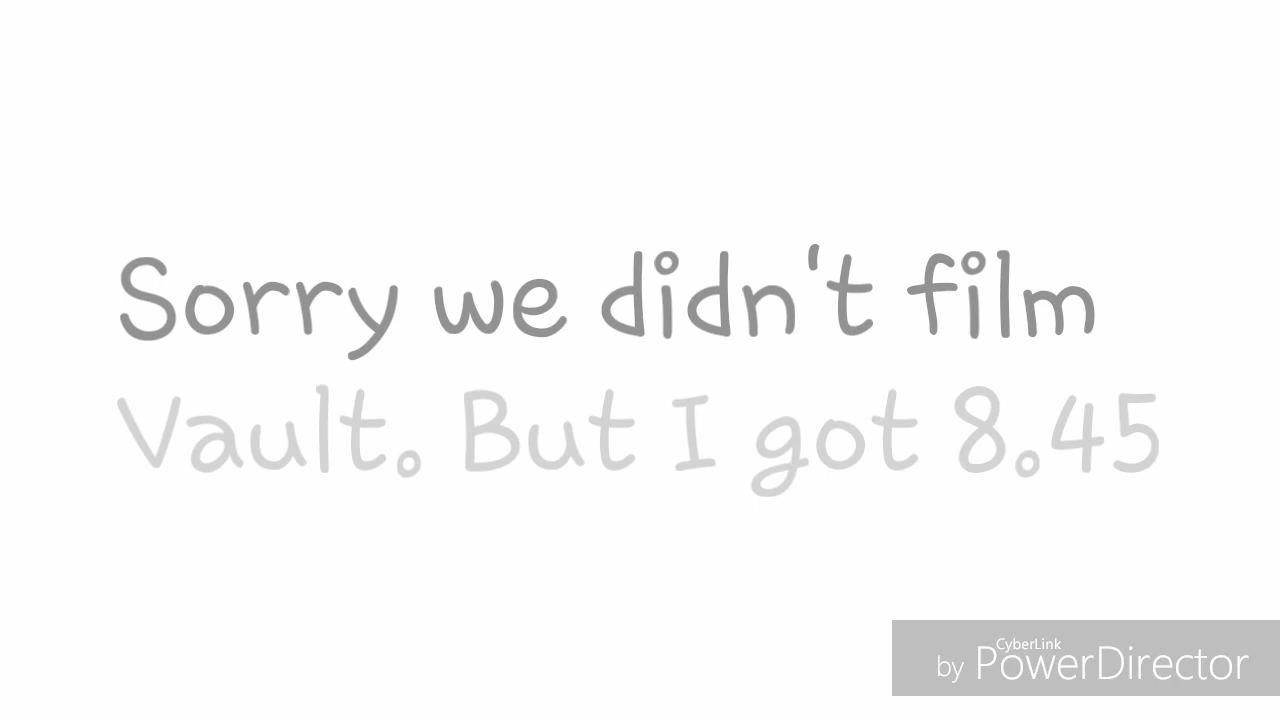 Sorry we didn't film
Vault. But I got 8.45
by CyberLink PowerDirector